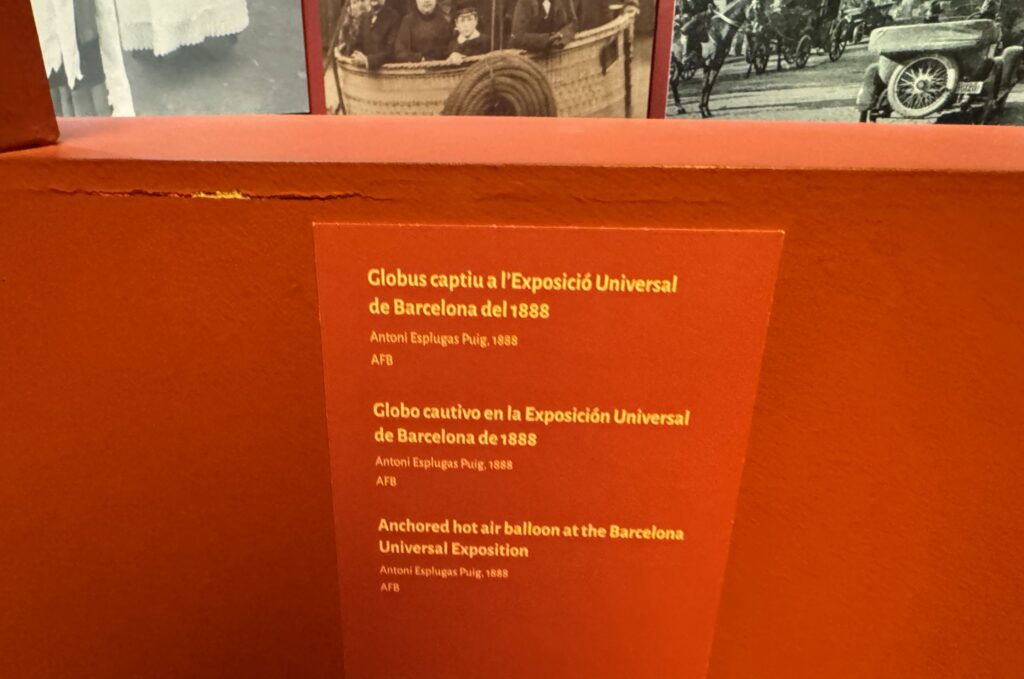 Globus captiu a l'Exposició Universal
de Barcelona del 1888
Antoni Esplugas Puig, 1888
AFB
Globo cautivo en la Exposición Universal
de Barcelona de 1888
Antoni Esplugas Puig, 1888
AFB
Anchored hot air balloon at the Barcelona
Universal Exposition
Antoni Esplugas Puig, 1888
AFB